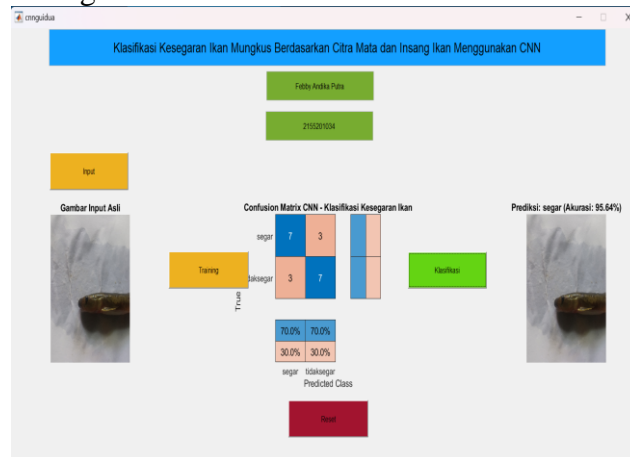 cnnguidua
Klasifikasi Kesegaran Ikan Mungkus Berdasarkan Citra Mata dan Insang Ikan Menggunakan CNN
Febby Andika Putra
2155201034
Input
Gambar Input Asli
Confusion Matrix CNN - Klasifikasi Kesegaran Ikan
Prediksi: segar (Akurasi: 95.64%)
segar
7
3
Training
daksegar
3
7
Klasifikasi
True
70.0%
70.0%
30.0%
30.0%
segar
tidaksegar
Predicted Class
Reset